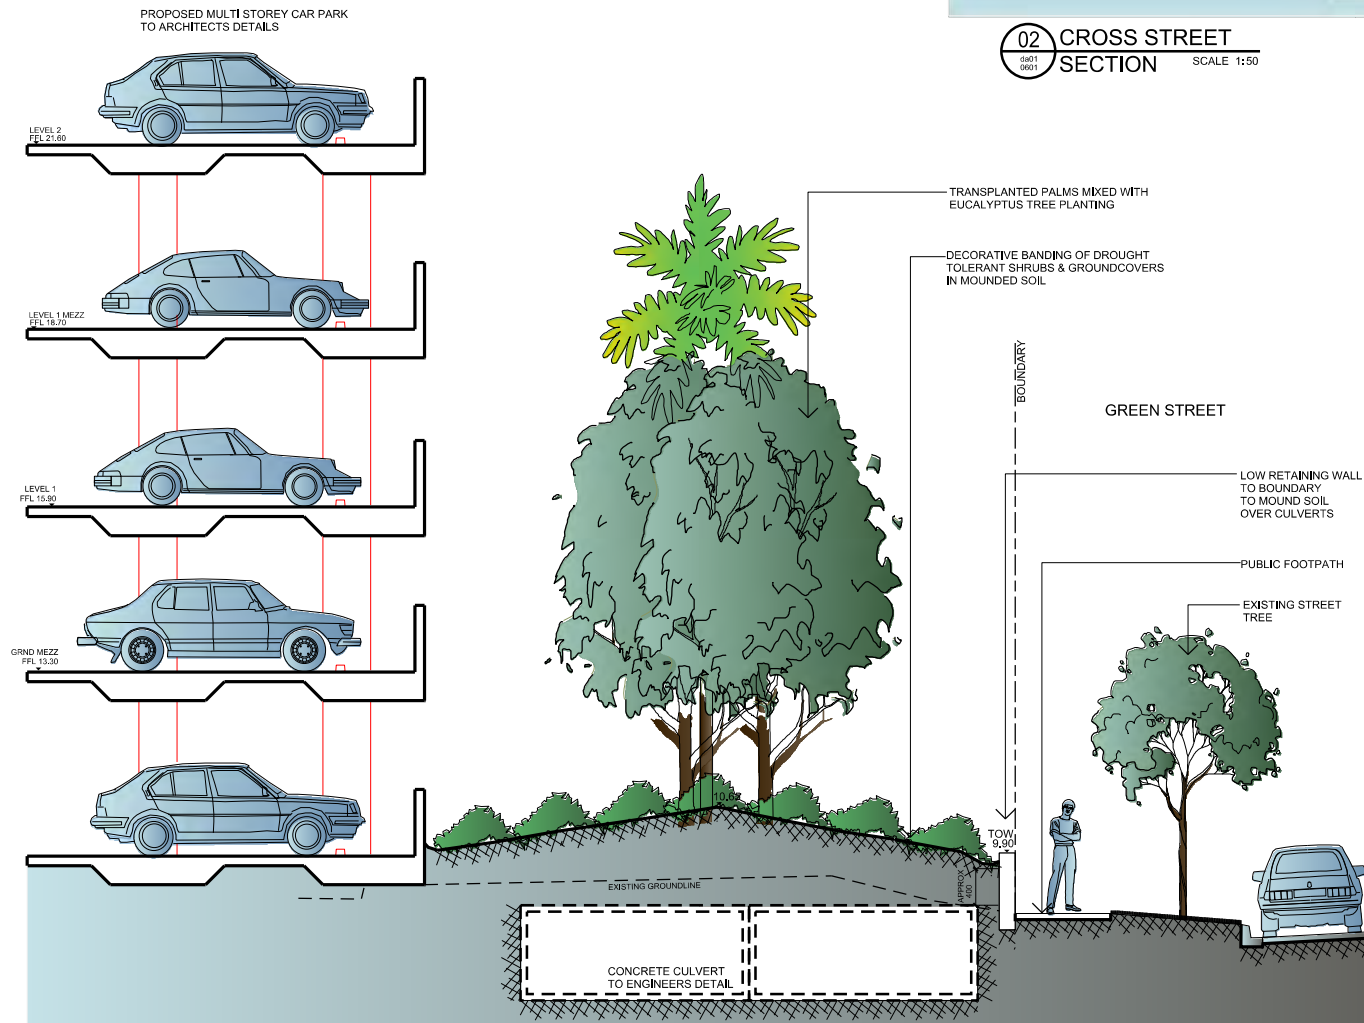 PROPOSED MULTI STOREY CAR PARK
TO ARCHITECTS DETAILS
02
da01
0601
CROSS STREET
SECTION
SCALE 1:50
LEVEL 2
FFL 21.60
TRANSPLANTED PALMS MIXED WITH
EUCALYPTUS TREE PLANTING
DECORATIVE BANDING OF DROUGHT
TOLERANT SHRUBS & GROUNDCOVERS
IN MOUNDED SOIL
LEVEL 1 MEZZ
FFL 18.70
BOUNDARY
GREEN STREET
LOW RETAINING WALL
TO BOUNDARY
TO MOUND SOIL
OVER CULVERTS
LEVEL 1
FFL 15.90
PUBLIC FOOTPATH
EXISTING STREET
TREE
GRND MEZZ
FFL 13.30
10.63
TOW
9.90
APPROX
400
EXISTING GROUNDLINE
CONCRETE CULVERT
TO ENGINEERS DETAIL